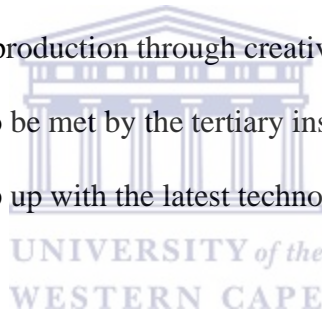 production through creativ
be met by the tertiary ins
up with the latest techno
UNIVERSITY of the
WESTERN CAPE